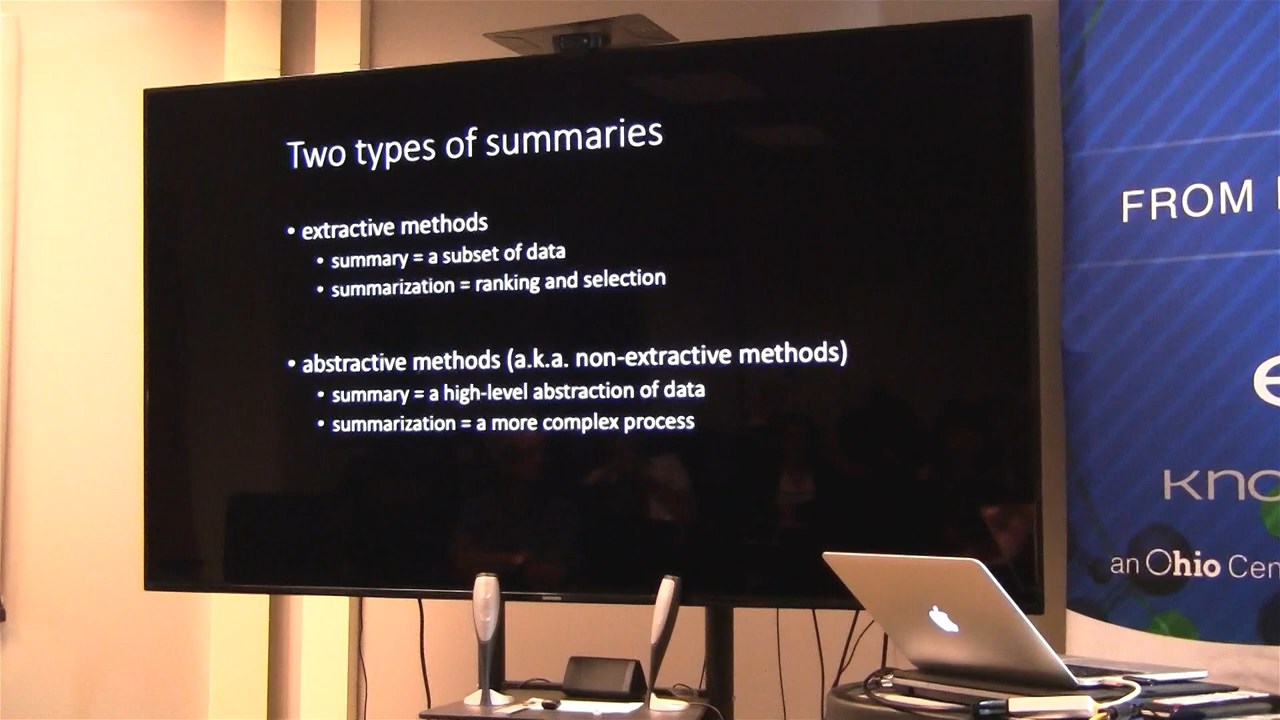 Two types of summaries
• extractive methods
• summary = a subset of data
• summarization = ranking and selection
• abstractive methods (a.k.a. non-extractive methods)
• summary = a high-level abstraction of data
• summarization = a more complex process
FROM
an Ohio Cen